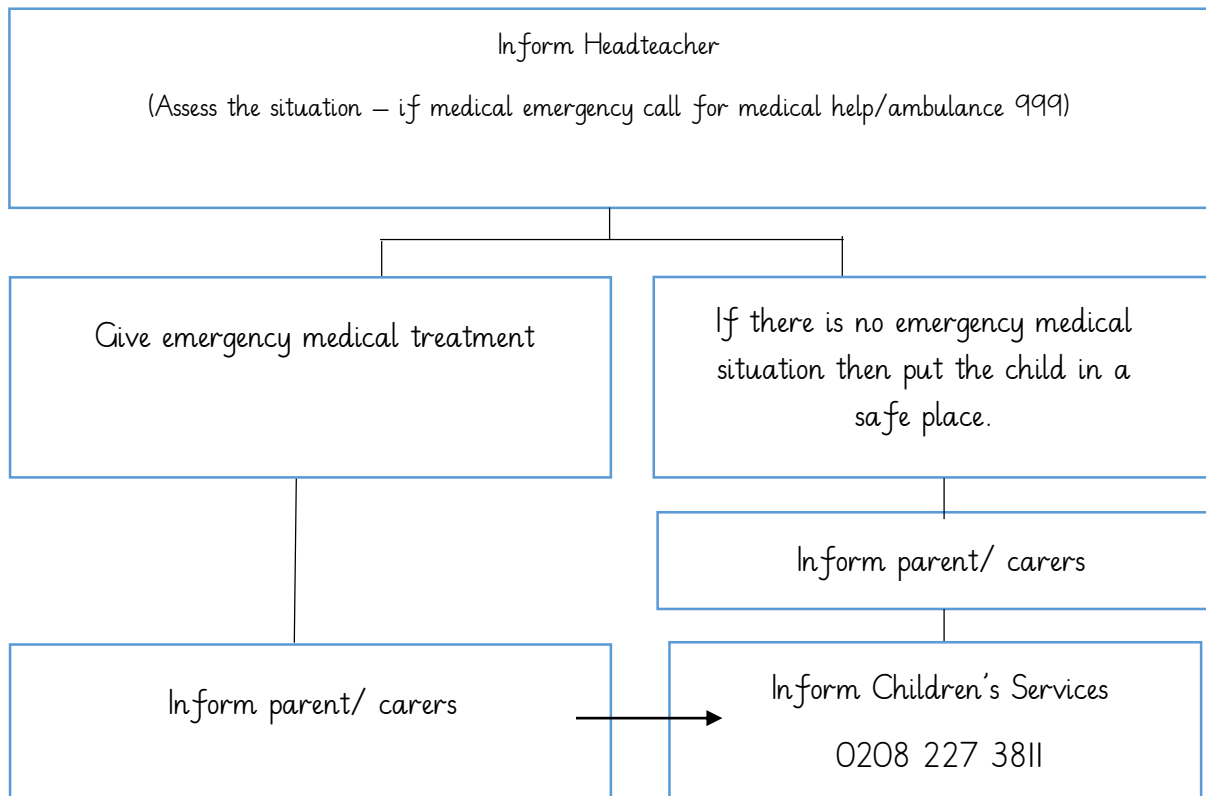 Inform Headteacher
(Assess the situation – if medical emergency call for medical help/ambulance 999)
Give emergency medical treatment
If there is no emergency medical
situation then put the child in a
safe place.
Inform parent/ carers
Inform parent/ carers
Inform Children's Services
0208 227 3811